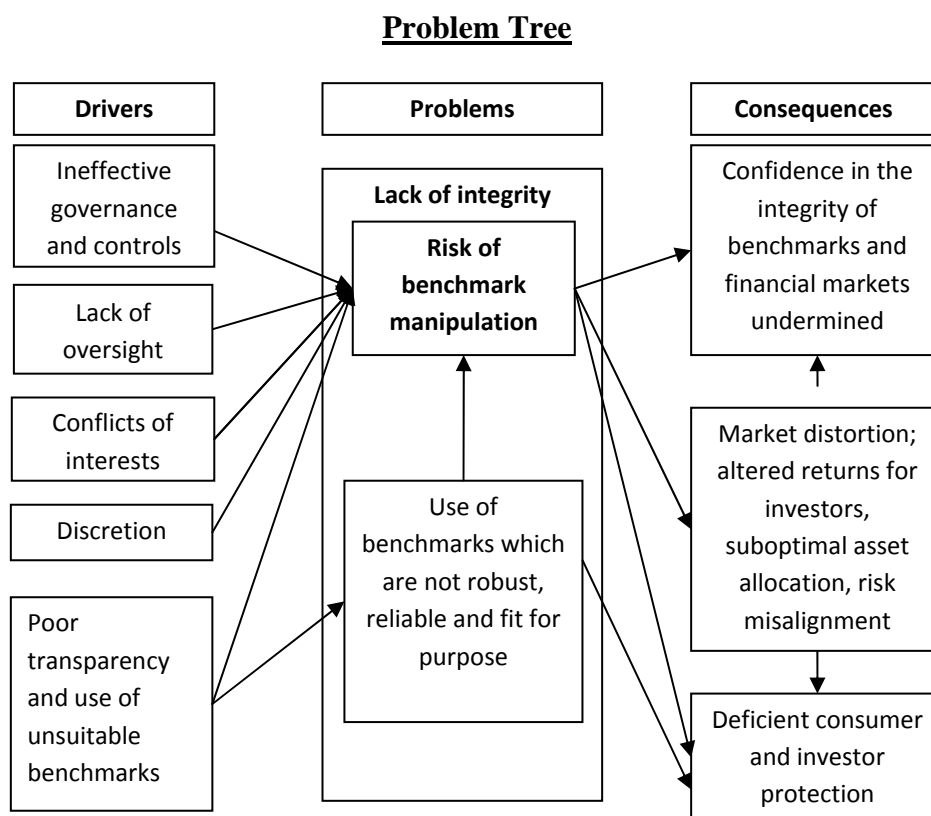 Problem Tree
Drivers
Ineffective
governance
and controls
Lack of
oversight
Conflicts of
interests
Discretion
Poor
transparency
and use of
unsuitable
benchmarks
Problems
Lack of integrity
Risk of
benchmark
manipulation
Use of
benchmarks which
are not robust,
reliable and fit for
purpose
Consequences
Confidence in the
integrity of
benchmarks and
financial markets
undermined
Market distortion;
altered returns for
investors,
suboptimal asset
allocation, risk
misalignment
Deficient consumer
and investor
protection